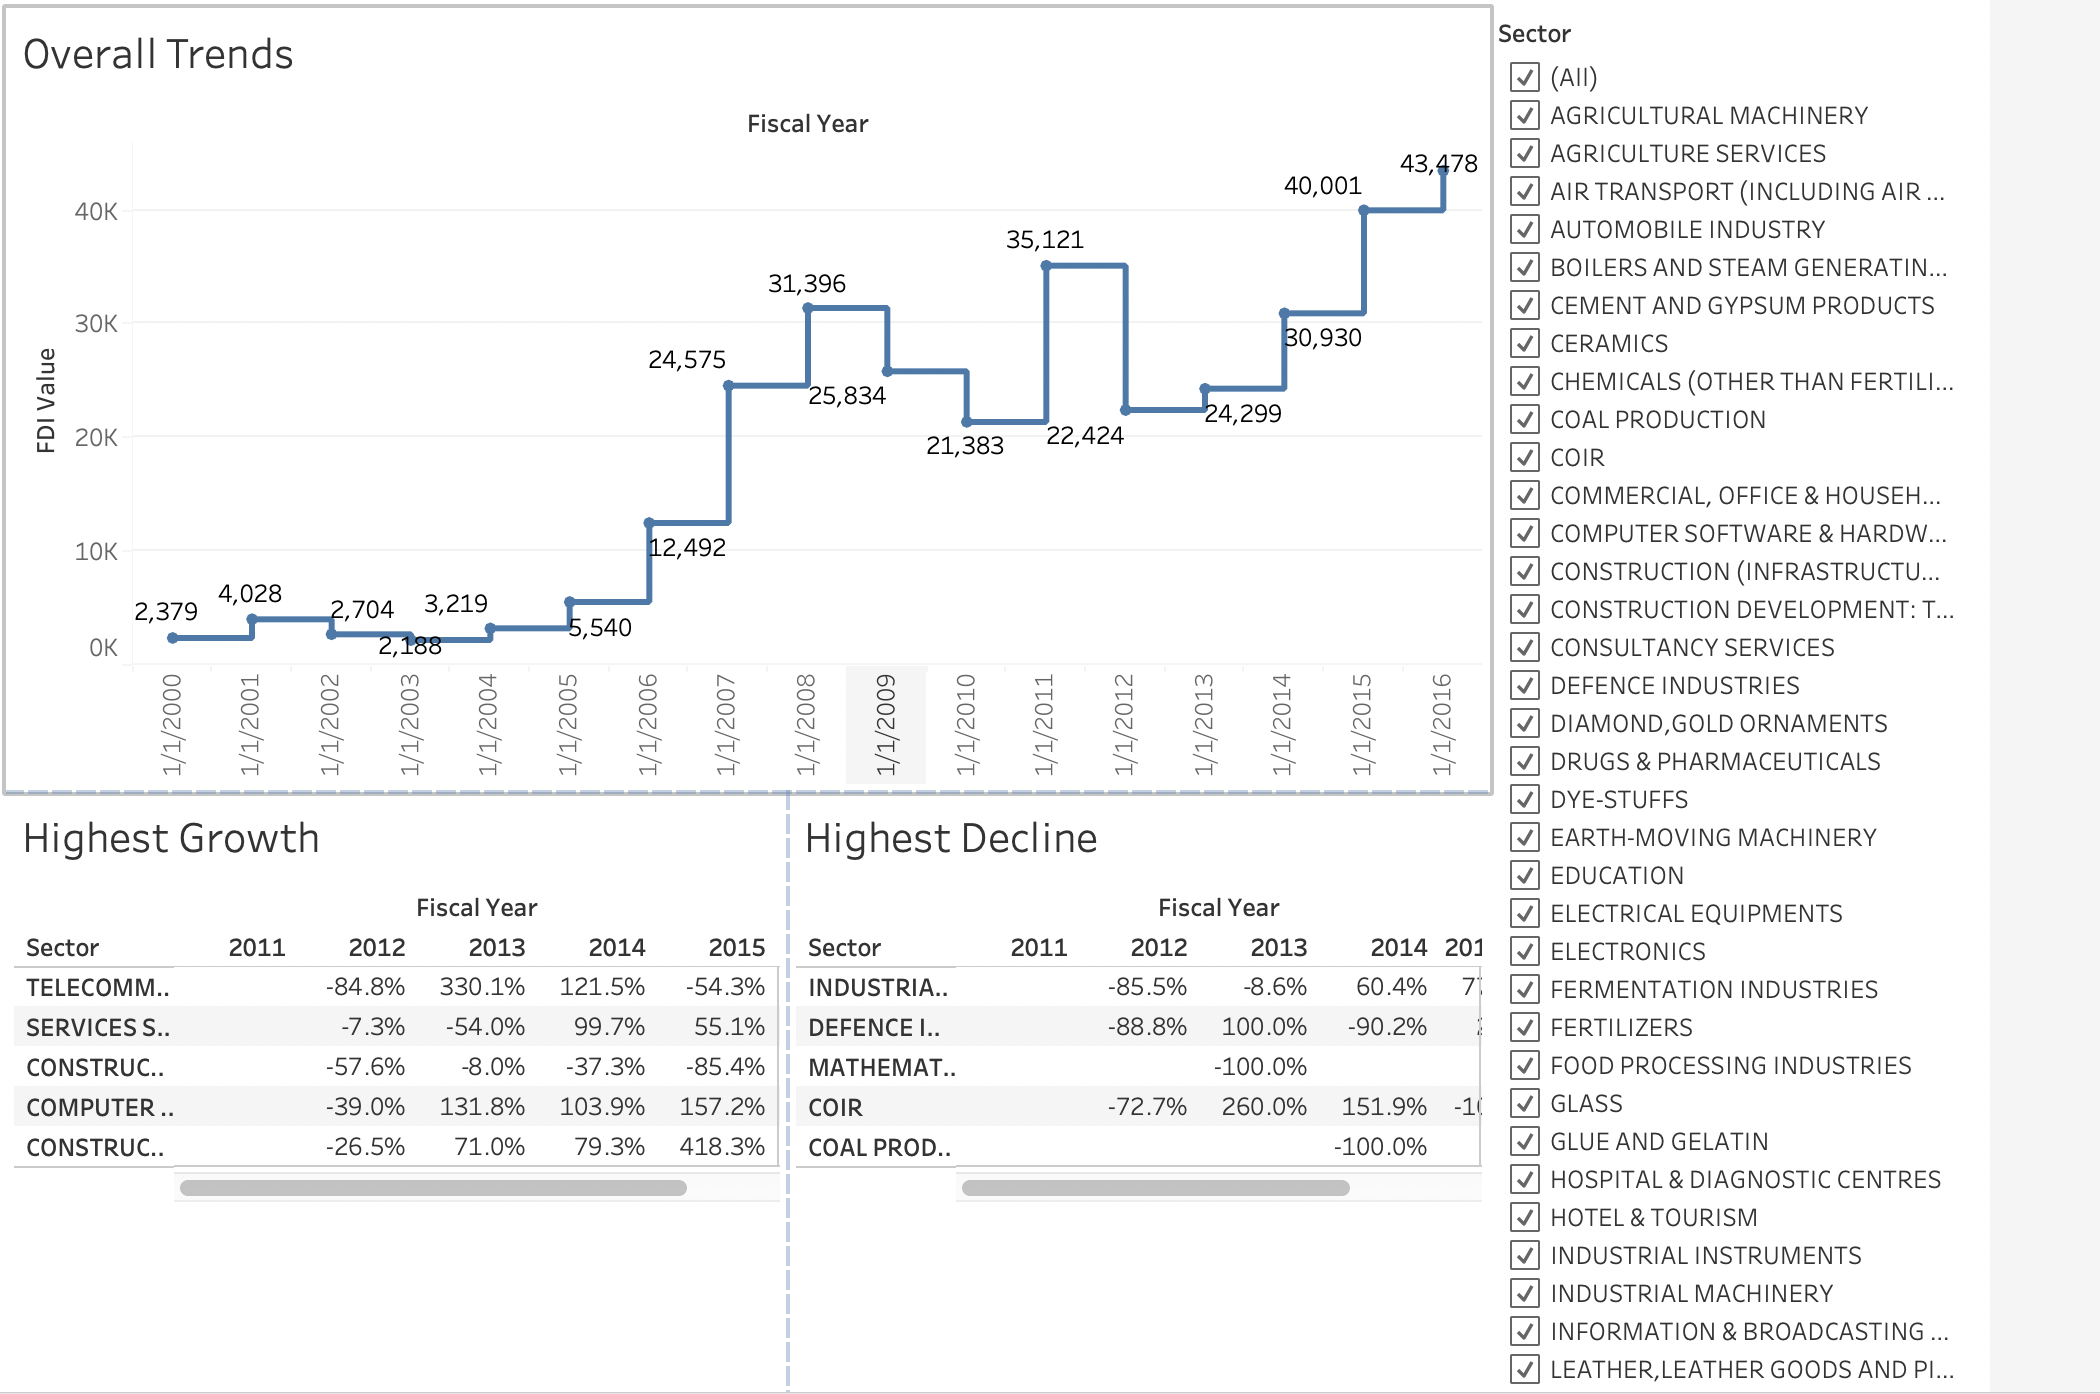 Overall Trends
Fiscal Year
FDI Value
40K
30K
20K
10K
0K
2,379
4,028
2,704
2,188
3,219
5,540
12,492
24,575
31,396
25,834
21,383
35,121
22,424
24,299
30,930
40,001
43,478
1/1/2000
1/1/2001
1/1/2002
1/1/2003
1/1/2004
1/1/2005
1/1/2006
1/1/2007
1/1/2008
1/1/2009
1/1/2010
1/1/2011
1/1/2012
1/1/2013
1/1/2014
1/1/2015
1/1/2016
Highest Growth
Fiscal Year
Sector 2011 2012 2013 2014 2015
TELECOMM.. -84.8% 330.1% 121.5% -54.3%
SERVICES S.. -7.3% -54.0% 99.7% 55.1%
CONSTRUC.. -57.6% -8.0% -37.3% -85.4%
COMPUTER .. -39.0% 131.8% 103.9% 157.2%
CONSTRUC.. -26.5% 71.0% 79.3% 418.3%
Highest Decline
Fiscal Year
Sector 2011 2012 2013 2014 201
INDUSTRIA.. -85.5% -8.6% 60.4%
DEFENCE I.. -88.8% 100.0% -90.2%
MATHEMAT.. -100.0%
COIR -72.7% 260.0% 151.9%
COAL PROD.. -100.0%
Sector
(All)
AGRICULTURAL MACHINERY
AGRICULTURE SERVICES
AIR TRANSPORT (INCLUDING AIR ...
AUTOMOBILE INDUSTRY
BOILERS AND STEAM GENERATIN...
CEMENT AND GYPSUM PRODUCTS
CERAMICS
CHEMICALS (OTHER THAN FERTILI...
COAL PRODUCTION
COIR
COMMERCIAL, OFFICE & HOUSEH...
COMPUTER SOFTWARE & HARDW...
CONSTRUCTION (INFRASTRUCTU...
CONSTRUCTION DEVELOPMENT: T...
CONSULTANCY SERVICES
DEFENCE INDUSTRIES
DIAMOND,GOLD ORNAMENTS
DRUGS & PHARMACEUTICALS
DYE-STUFFS
EARTH-MOVING MACHINERY
EDUCATION
ELECTRICAL EQUIPMENTS
ELECTRONICS
FERMENTATION INDUSTRIES
FERTILIZERS
FOOD PROCESSING INDUSTRIES
GLASS
GLUE AND GELATIN
HOSPITAL & DIAGNOSTIC CENTRES
HOTEL & TOURISM
INDUSTRIAL INSTRUMENTS
INDUSTRIAL MACHINERY
INFORMATION & BROADCASTING ...
LEATHER,LEATHER GOODS AND PI...